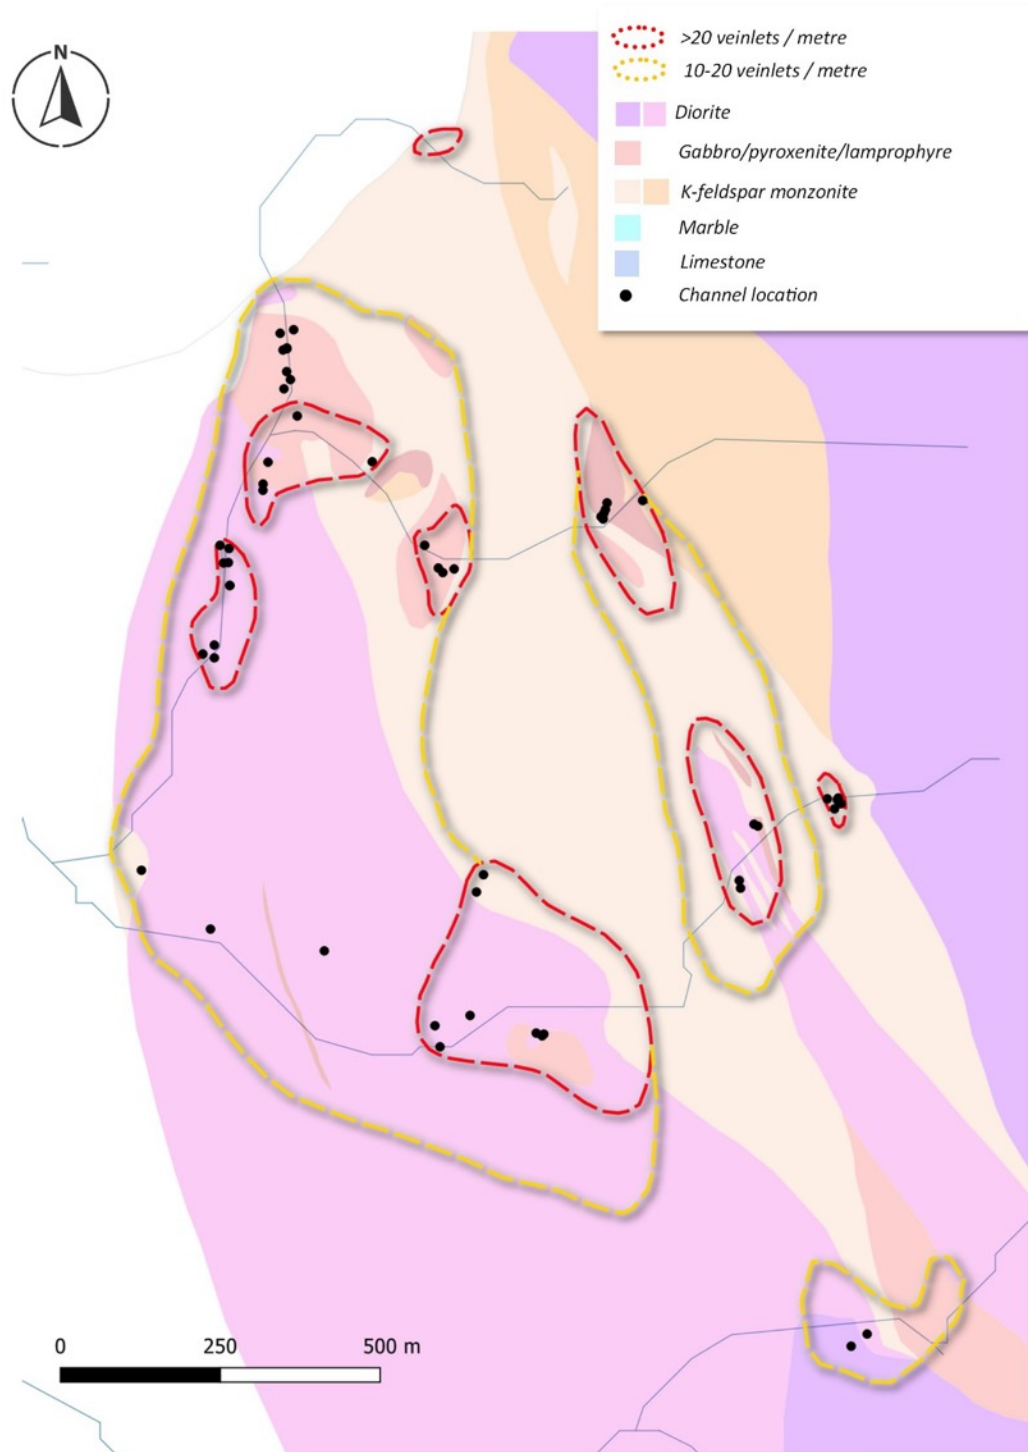 N
>20 veinlets / metre
10-20 veinlets / metre
Diorite
Gabbro/pyroxenite/lamprophyre
K-feldspar monzonite
Marble
Limestone
Channel location
0 250 500 m